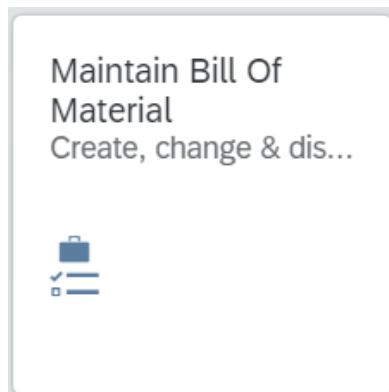 Maintain Bill Of
Material
Create, change & dis...